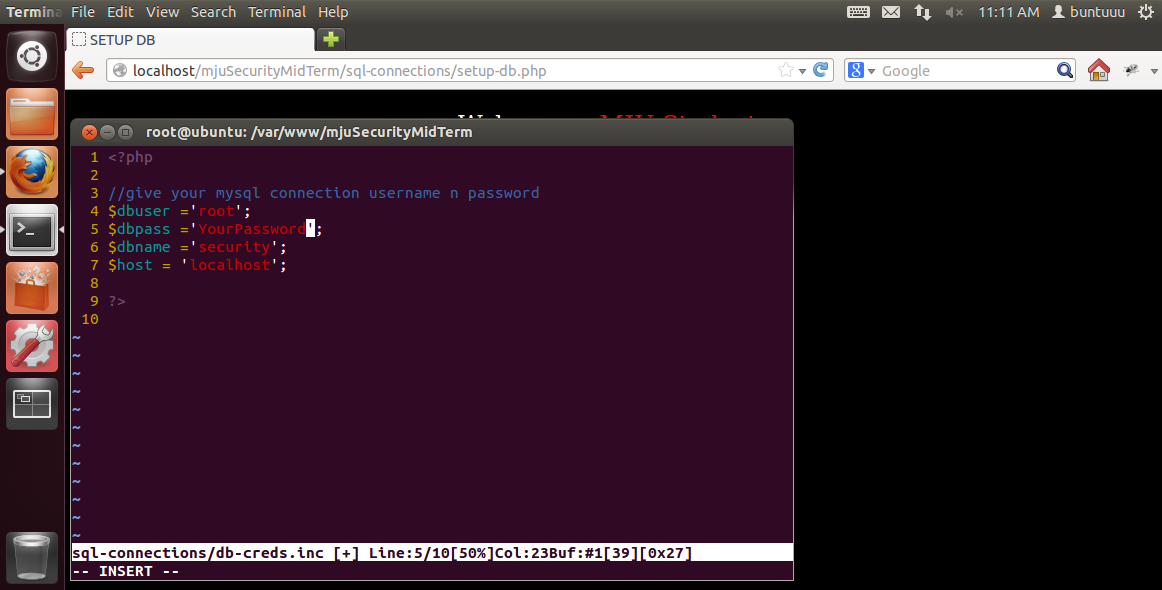 Termina File Edit View Search Terminal Help 11:11 AM buntuuu
SETUP DB
localhost/mjuSecurityMidTerm/sql-connections/setup-db.php Google
root@ubuntu: /var/www/mjuSecurityMidTerm
1 <?php
2
3 //give your mysql connection username n password
4 $dbuser ='root';
5 $dbpass ='YourPassword';
6 $dbname ='security';
7 $host = 'localhost';
8
9 ?>
10
~
~
~
~
~
~
~
~
~
~
~
~
sql-connections/db-creds.inc [+] Line:5/10[50%]Col:23Buf:#1[39][0x27]
-- INSERT --